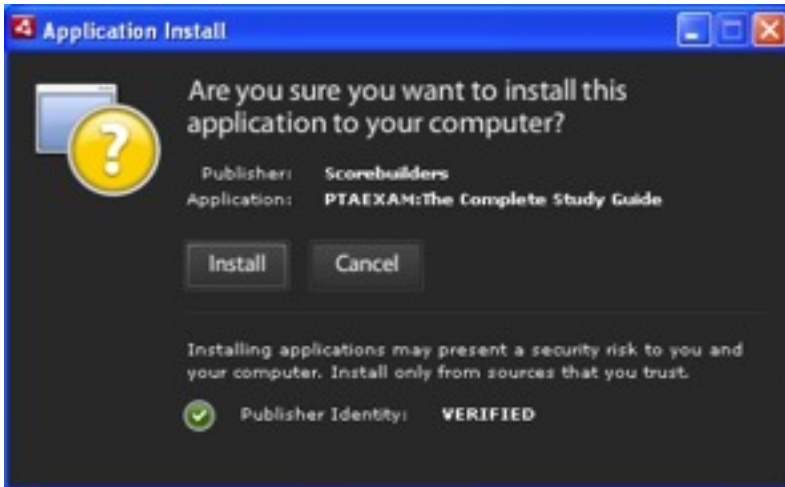 Application Install
Are you sure you want to install this
application to your computer?
Publisher: Scorebuilders
Application: PTAEXAM:The Complete Study Guide
Install Cancel
Installing applications may present a security risk to you and
your computer. Install only from sources that you trust.
Publisher Identity: VERIFIED